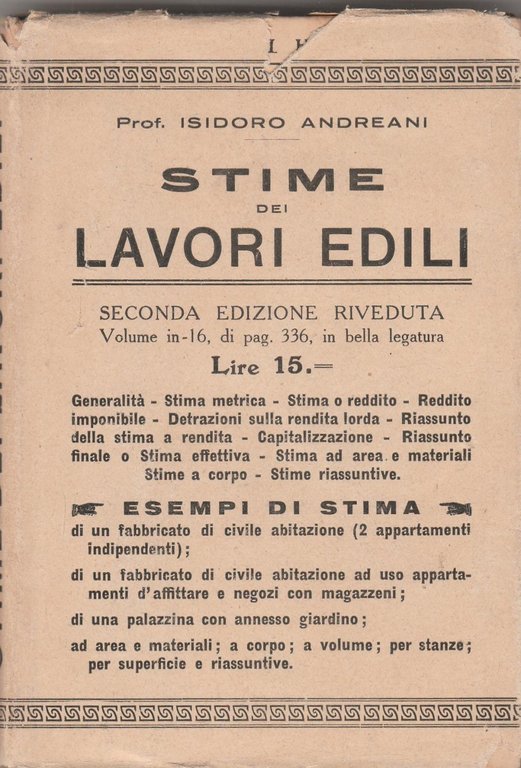 Prof. ISIDORO ANDREANI
STIME
DEI
LAVORI EDILI
SECONDA EDIZIONE RIVEDUTA
Volume in-16, di pag. 336, in bella legatura
Lire 15.=
Generalità - Stima metrica - Stima o reddito - Reddito
imponibile - Detrazioni sulla rendita lorda - Riassunto
della stima a rendita - Capitalizzazione - Riassunto
finale o Stima effettiva - Stima ad area e materiali
Stime a corpo - Stime riassuntive.
ESEMPI DI STIMA
di un fabbricato di civile abitazione (2 appartamenti
indipendenti);
di un fabbricato di civile abitazione ad uso apparta-
menti d'affittare e negozi con magazzeni;
di una palazzina con annesso giardino;
ad area e materiali; a corpo; a volume; per stanze;
per superficie e riassuntive.